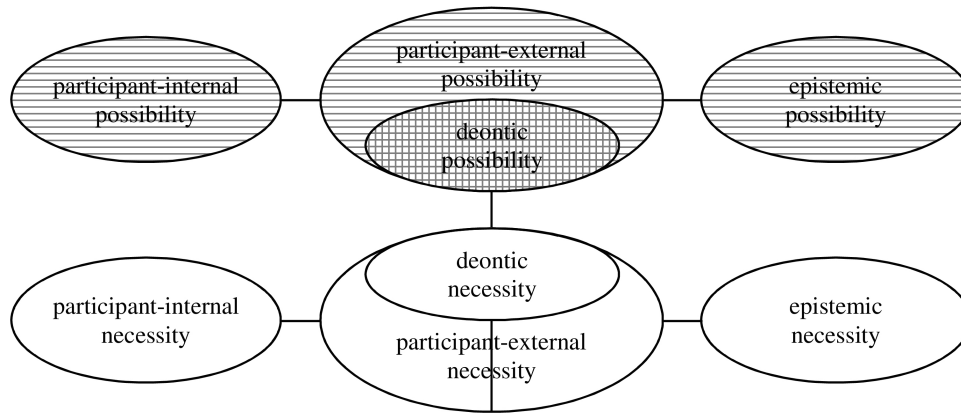 participant-internal
possibility
participant-external
possibility
deontic
possibility
epistemic
possibility
participant-internal
necessity
deontic
necessity
participant-external
necessity
epistemic
necessity